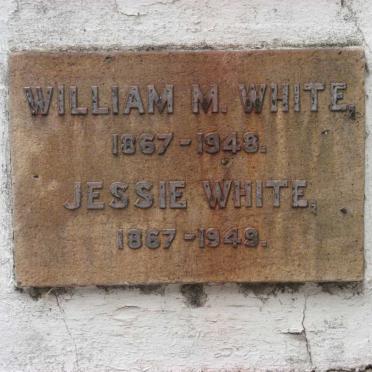 WILLIAM M. WHITE,
1867-1948.
JESSIE WHITE,
1867-1949.